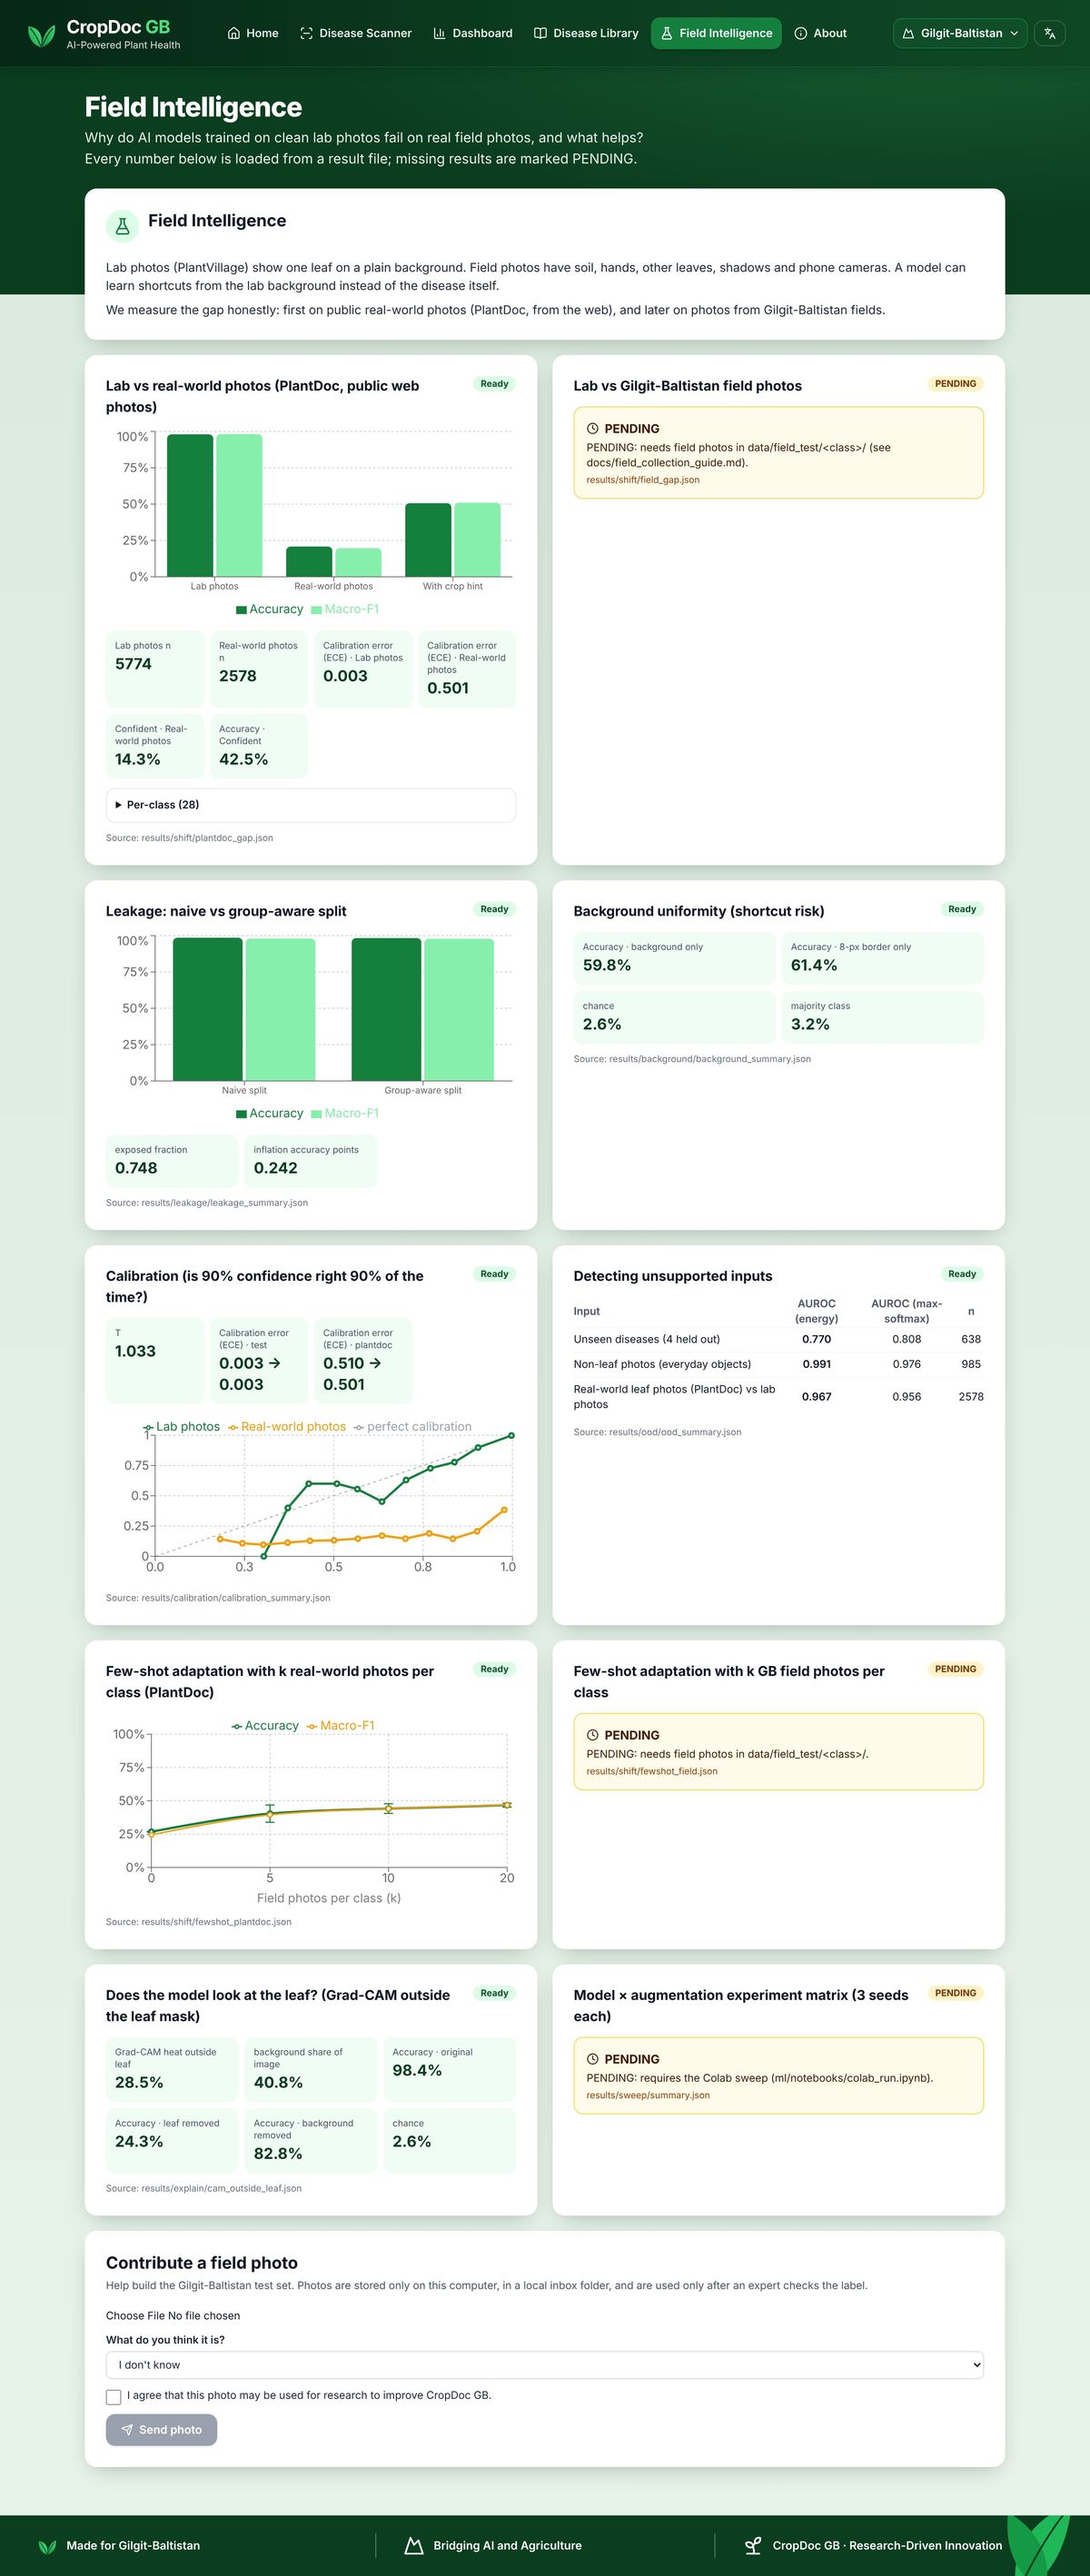 CropDoc GB
AI-Powered Plant Health
Home
Disease Scanner
Dashboard
Disease Library
Field Intelligence
About
Gilgit-Baltistan
Field Intelligence
Why do AI models trained on clean lab photos fail on real field photos, and what helps?
Every number below is loaded from a result file; missing results are marked PENDING.
Field Intelligence
Lab photos (PlantVillage) show one leaf on a plain background. Field photos have soil, hands, other leaves, shadows and phone cameras. A model can
learn shortcuts from the lab background instead of the disease itself.
We measure the gap honestly: first on public real-world photos (PlantDoc, from the web), and later on photos from Gilgit-Baltistan fields.
Lab vs real-world photos (PlantDoc, public web
photos)
Ready
100%
75%
50%
25%
0%
Lab photos
Real-world photos
With crop hint
Accuracy
Macro-F1
Lab photos n
5774
Real-world photos
n
2578
Calibration error
(ECE) · Lab photos
0.003
Calibration error
(ECE) · Real-world
photos
0.501
Confident · Real-
world photos
14.3%
Accuracy ·
Confident
42.5%
Per-class (28)
Source: results/shift/plantdoc_gap.json
Lab vs Gilgit-Baltistan field photos
PENDING
PENDING
PENDING: needs field photos in data/field_test/<class>/ (see
docs/field_collection_guide.md).
results/shift/field_gap.json
Leakage: naive vs group-aware split
Ready
100%
75%
50%
25%
0%
Naive split
Group-aware split
Accuracy
Macro-F1
exposed fraction
0.748
inflation accuracy points
0.242
Source: results/leakage/leakage_summary.json
Background uniformity (shortcut risk)
Ready
Accuracy · background only
59.8%
Accuracy · 8-px border only
61.4%
chance
2.6%
majority class
3.2%
Source: results/background/background_summary.json
Calibration (is 90% confidence right 90% of the
time?)
Ready
T
1.033
Calibration error
(ECE) · test
0.003 →
0.003
Calibration error
(ECE) · plantdoc
0.510 →
0.501
Lab photos
Real-world photos
perfect calibration
1
0.75
0.5
0.25
0
0.0
0.3
0.5
0.8
1.0
Source: results/calibration/calibration_summary.json
Detecting unsupported inputs
Ready
Input
AUROC
(energy)
AUROC (max-
softmax)
n
Unseen diseases (4 held out) 0.770 0.808 638
Non-leaf photos (everyday objects) 0.991 0.976 985
Real-world leaf photos (PlantDoc) vs lab
photos
0.967 0.956 2578
Source: results/ood/ood_summary.json
Few-shot adaptation with k real-world photos per
class (PlantDoc)
Ready
Accuracy
Macro-F1
100%
75%
50%
25%
0%
0
5
10
20
Field photos per class (k)
Source: results/shift/fewshot_plantdoc.json
Few-shot adaptation with k GB field photos per
class
PENDING
PENDING
PENDING: needs field photos in data/field_test/<class>/.
results/shift/fewshot_field.json
Does the model look at the leaf? (Grad-CAM outside
the leaf mask)
Ready
Grad-CAM heat outside
leaf
28.5%
background share of
image
40.8%
Accuracy · original
98.4%
Accuracy · leaf removed
24.3%
Accuracy · background
removed
82.8%
chance
2.6%
Source: results/explain/cam_outside_leaf.json
Model × augmentation experiment matrix (3 seeds
each)
PENDING
PENDING
PENDING: requires the Colab sweep (ml/notebooks/colab_run.ipynb).
results/sweep/summary.json
Contribute a field photo
Help build the Gilgit-Baltistan test set. Photos are stored only on this computer, in a local inbox folder, and are used only after an expert checks the label.
Choose File No file chosen
What do you think it is?
I don't know
I agree that this photo may be used for research to improve CropDoc GB.
Send photo
Made for Gilgit-Baltistan
Bridging AI and Agriculture
CropDoc GB · Research-Driven Innovation